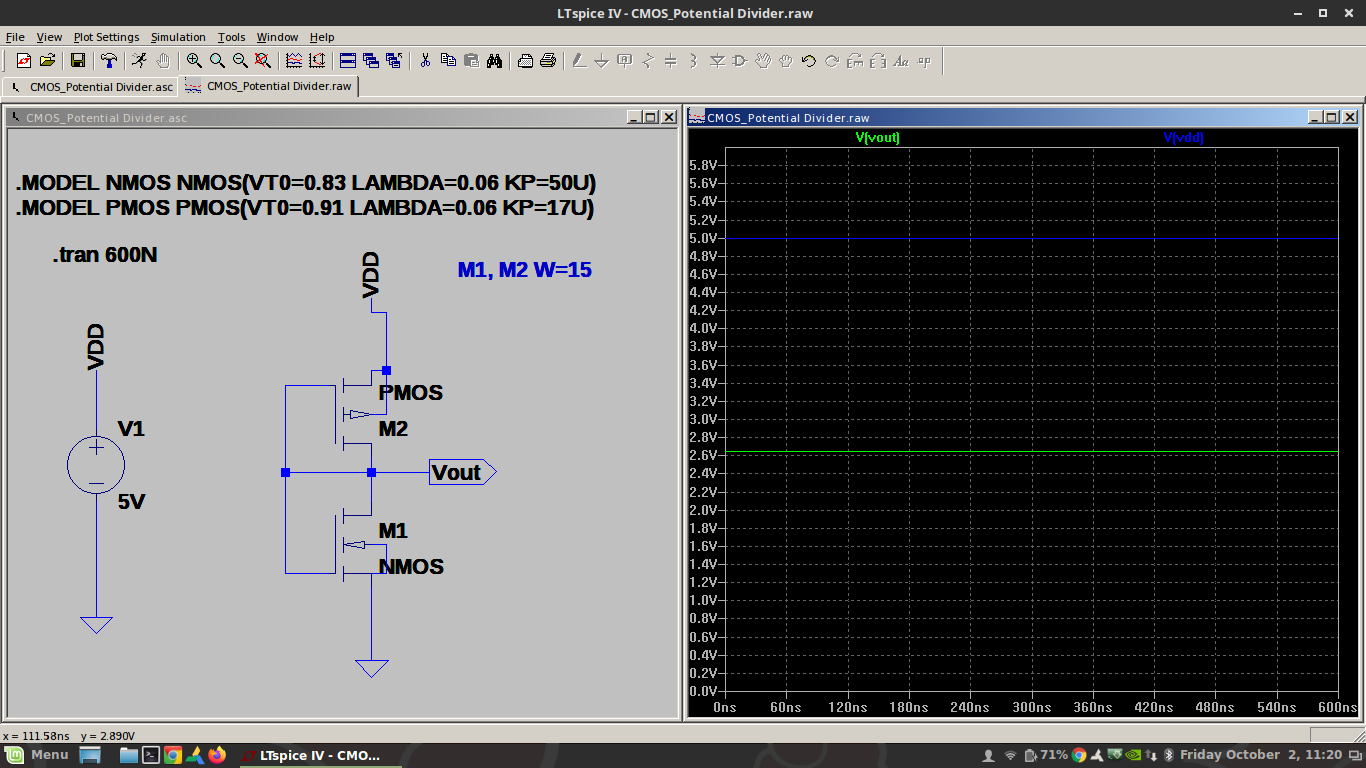 LTspice IV - CMOS_Potential Divider.raw
File View Plot Settings Simulation Tools Window Help
CMOS_Potential Divider.asc
CMOS_Potential Divider.raw
CMOS_Potential Divider.asc
.MODEL NMOS NMOS(VT0=0.83 LAMBDA=0.06 KP=50U)
.MODEL PMOS PMOS(VT0=0.91 LAMBDA=0.06 KP=17U)
.tran 600N
VDD
M1, M2 W=15
VDD
PMOS
V1
M2
Vout
5V
M1
NMOS
CMOS_Potential Divider.raw
V(vout)
V(vdd)
5.8V
5.6V
5.4V
5.2V
5.0V
4.8V
4.6V
4.4V
4.2V
4.0V
3.8V
3.6V
3.4V
3.2V
3.0V
2.8V
2.6V
2.4V
2.2V
2.0V
1.8V
1.6V
1.4V
1.2V
1.0V
0.8V
0.6V
0.4V
0.2V
0.0V
0ns 60ns 120ns 180ns 240ns 300ns 360ns 420ns 480ns 540ns 600ns
x = 111.58ns y = 2.890V
Menu
LTspice IV - CMO...
71%
Friday October 2, 11:20